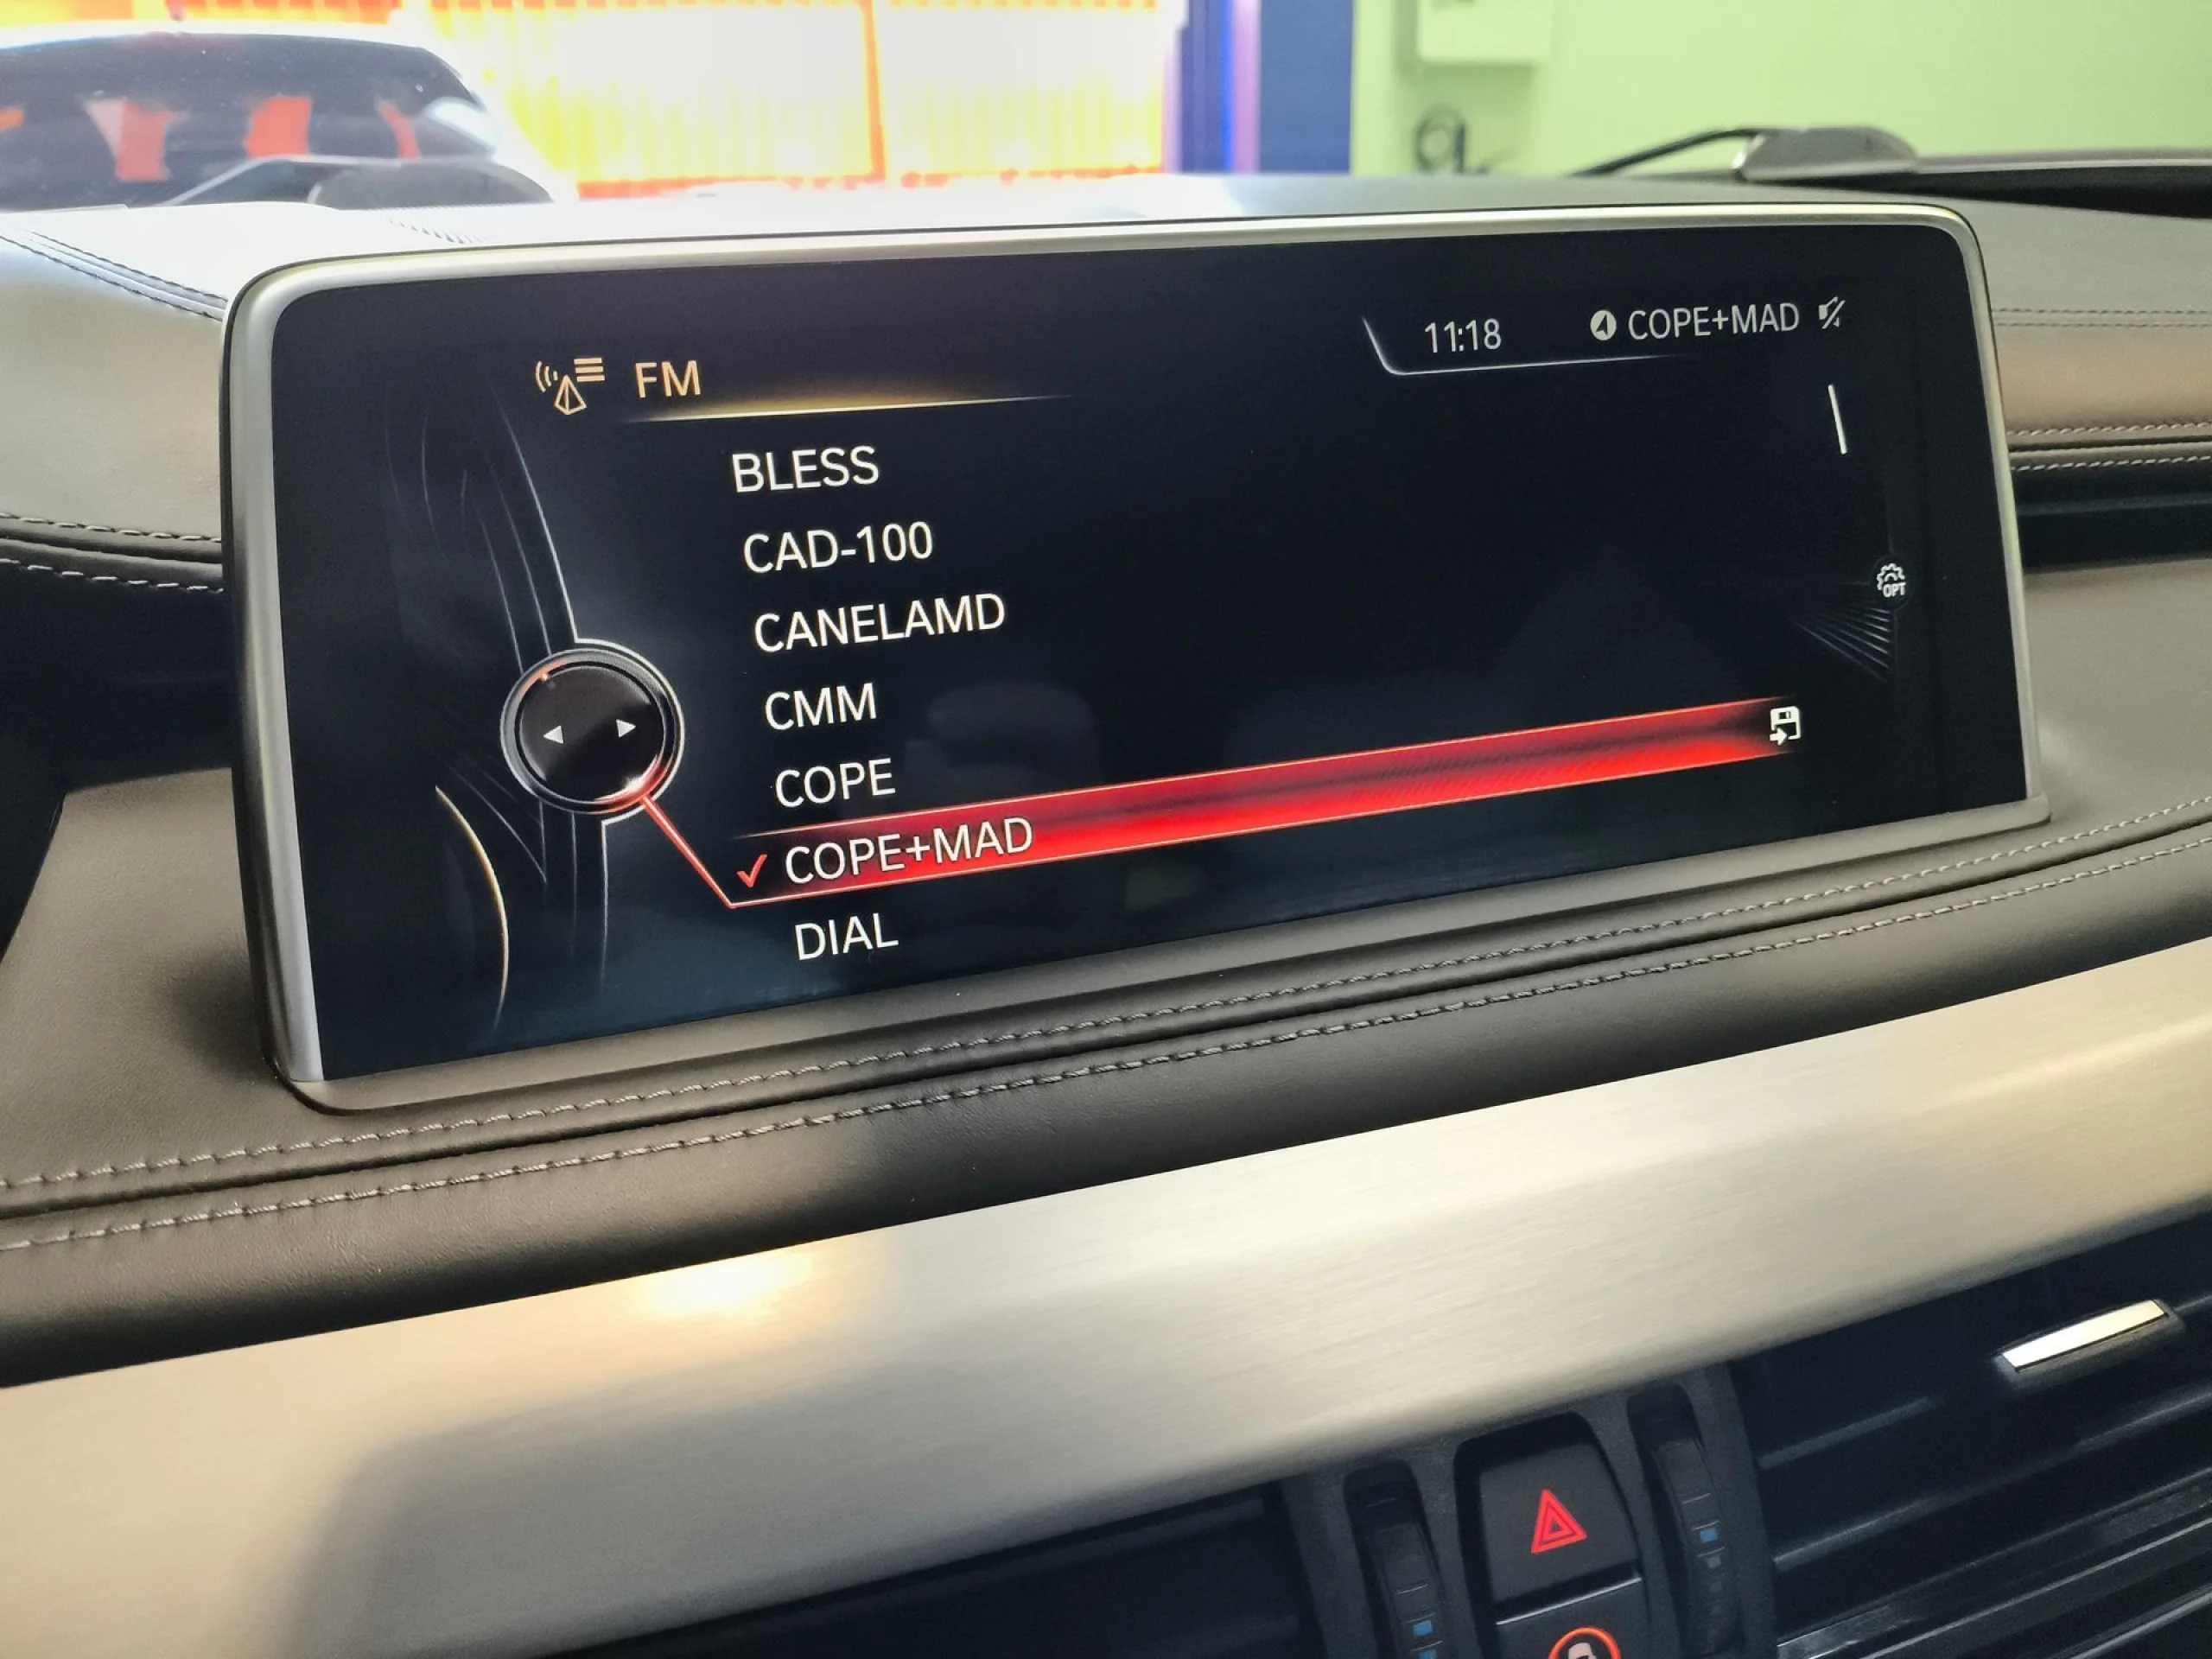 11:18 COPE+MAD
FM
BLESS
CAD-100
CANELAMD
CMM
COPE
COPE+MAD
DIAL
OPT